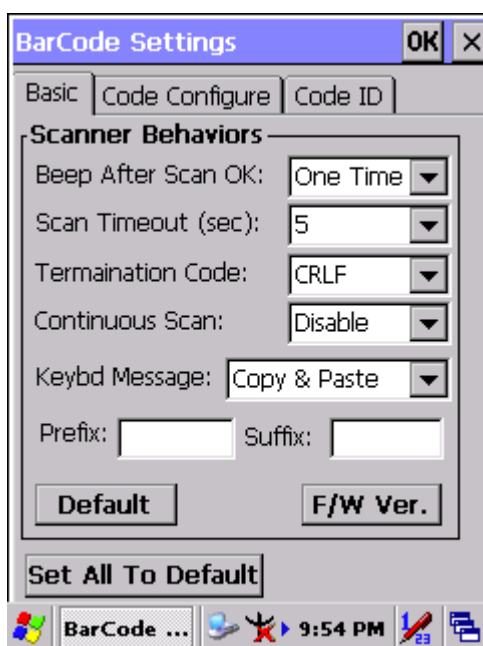 BarCode Settings OK ×
Basic Code Configure Code ID
Scanner Behaviors
Beep After Scan OK: One Time
Scan Timeout (sec): 5
Termaination Code: CRLF
Continuous Scan: Disable
Keybd Message: Copy & Paste
Prefix: Suffix:
Default F/W Ver.
Set All To Default
BarCode ... 9:54 PM 1 23